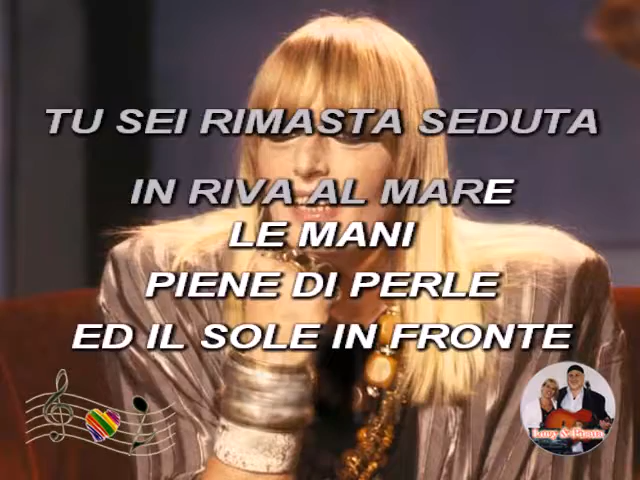 TU SEI RIMASTA SEDUTA
IN RIVA AL MARE
LE MANI
PIENE DI PERLE
ED IL SOLE IN FRONTE